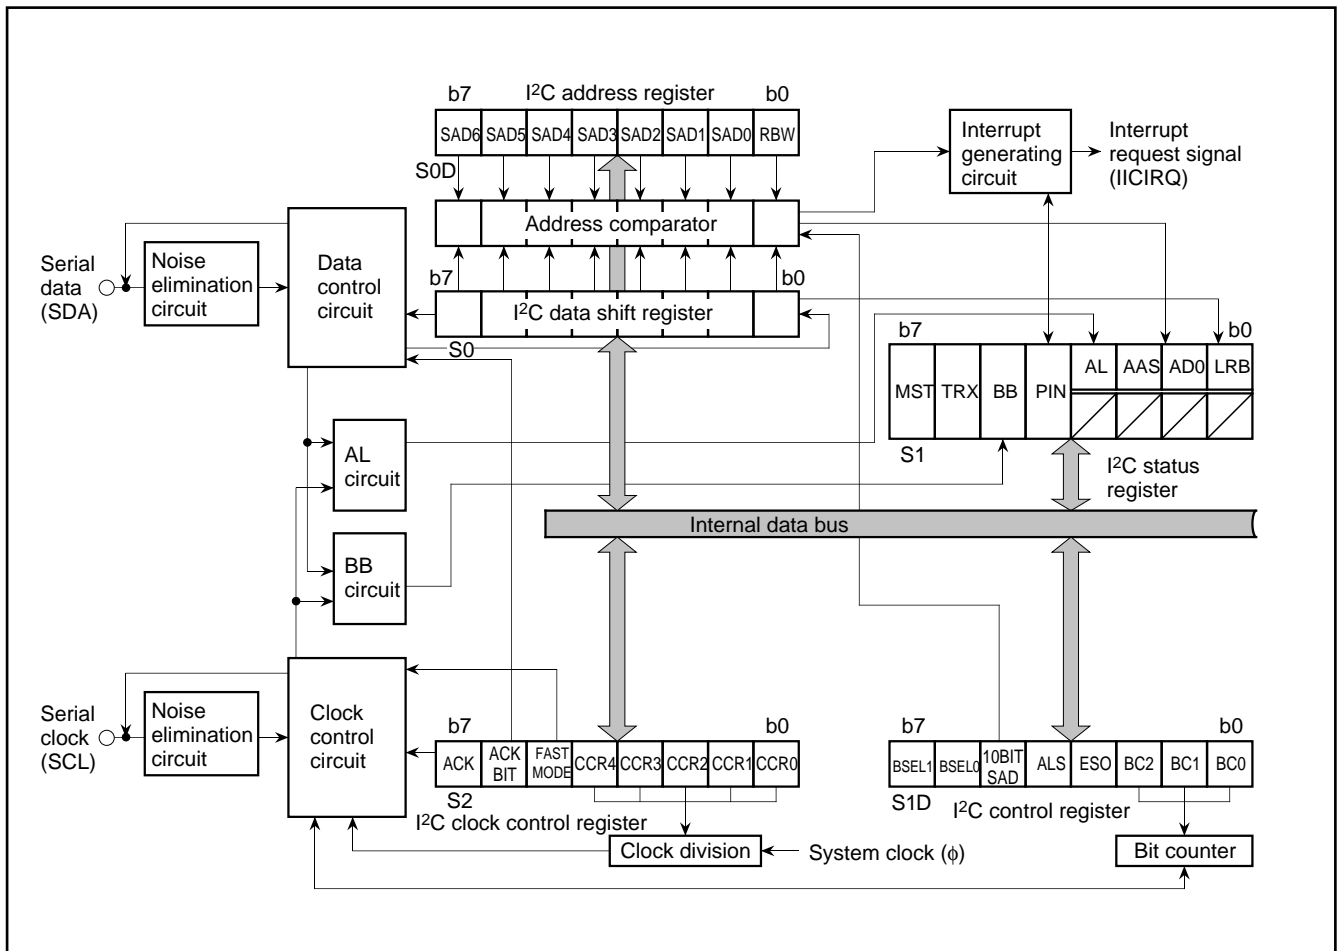 b7 I²C address register b0
SAD6 SAD5 SAD4 SAD3 SAD2 SAD1 SAD0 RBW
S0D
Address comparator
Interrupt
generating
circuit
Interrupt
request signal
(IICIRQ)
Serial
data
(SDA)
Noise
elimination
circuit
Data
control
circuit
b7 b0
I²C data shift register
S0
b7 b0
MST TRX BB PIN AL AAS AD0 LRB
S1
I²C status
register
AL
circuit
Internal data bus
BB
circuit
Serial
clock
(SCL)
Noise
elimination
circuit
Clock
control
circuit
b7 b0
ACK ACK BIT FAST MODE CCR4 CCR3 CCR2 CCR1 CCR0
S2
I²C clock control register
b7 b0
BSEL1 BSEL0 10BIT SAD ALS ESO BC2 BC1 BC0
S1D
I²C control register
Clock division
System clock (ϕ)
Bit counter